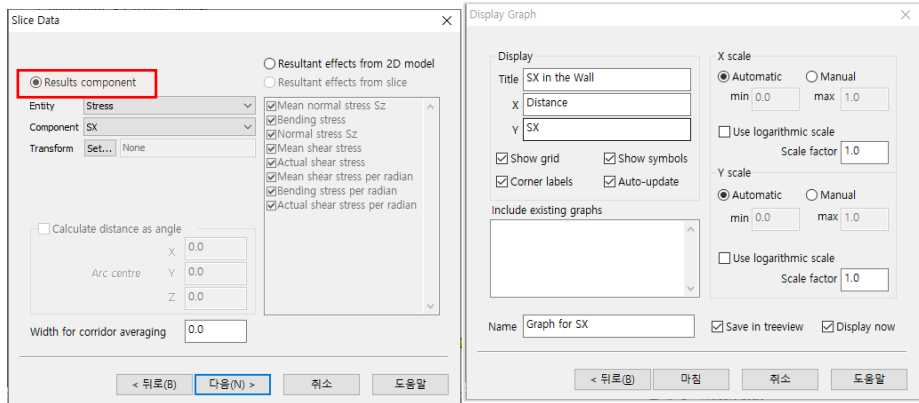 Slice Data
Results component
Entity Stress
Component SX
Transform Set... None
Calculate distance as angle
X 0.0
Arc centre Y 0.0
Z 0.0
Width for corridor averaging 0.0
Resultant effects from 2D model
Resultant effects from slice
Mean normal stress Sz
Bending stress
Normal stress Sz
Mean shear stress
Actual shear stress
Mean shear stress per radian
Bending stress per radian
Actual shear stress per radian
< 뒤로(B) 다음(N) > 취소 도움말
Display Graph
Display
Title SX in the Wall
X Distance
Y SX
Show grid Show symbols
Corner labels Auto-update
Include existing graphs
X scale
Automatic Manual
min 0.0 max 1.0
Use logarithmic scale
Scale factor 1.0
Y scale
Automatic Manual
min 0.0 max 1.0
Use logarithmic scale
Scale factor 1.0
Name Graph for SX Save in treeview Display now
< 뒤로(B) 마침 취소 도움말